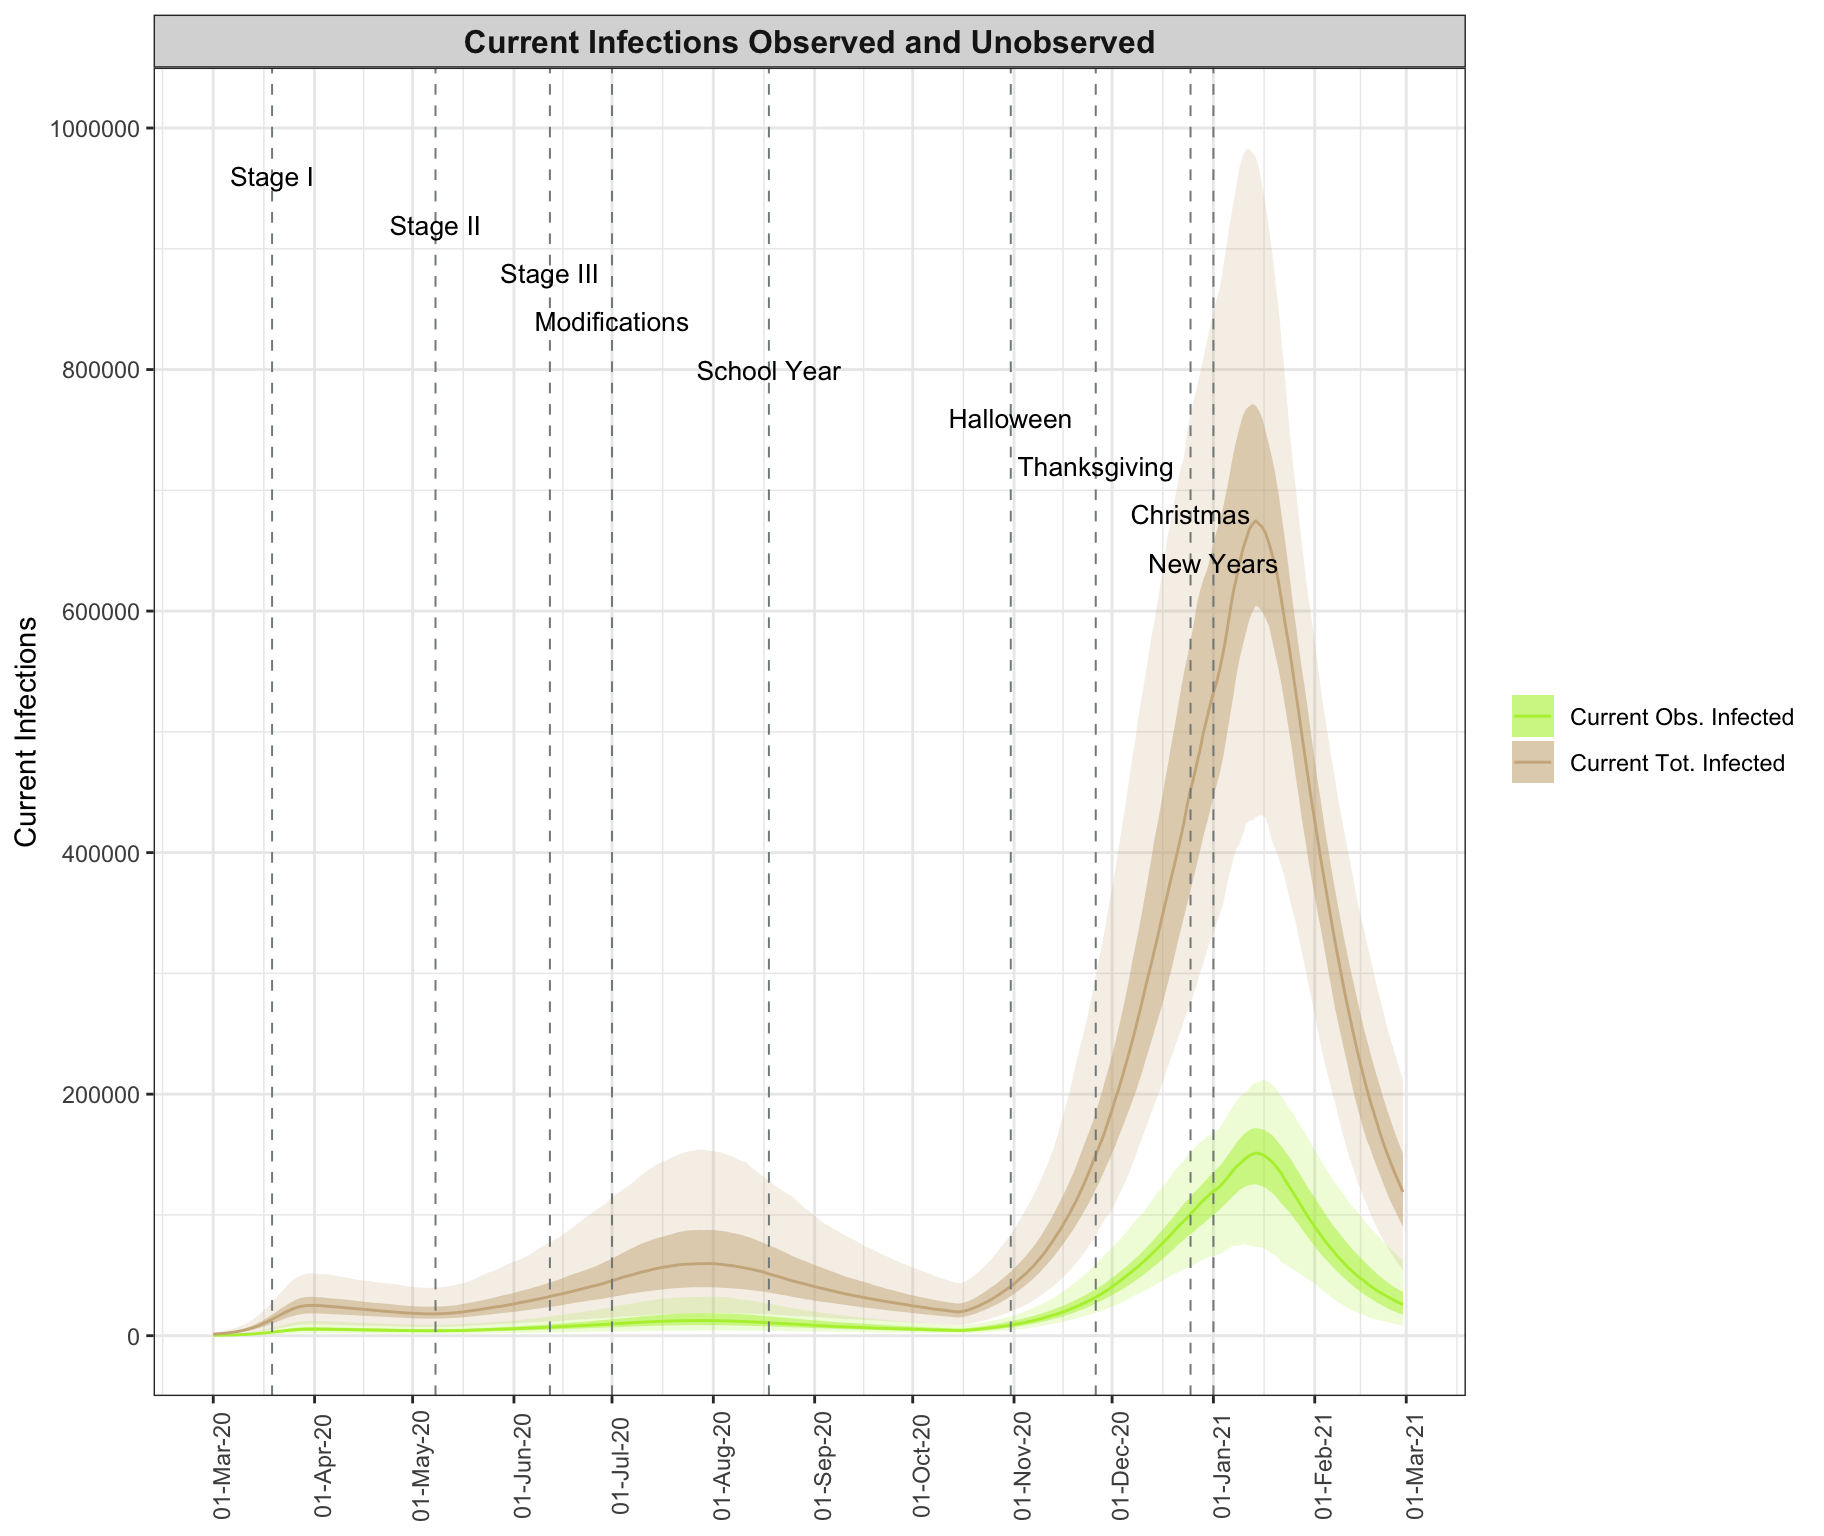 Current Infections Observed and Unobserved
1000000
800000
600000
400000
200000
0
Current Infections
Stage I
Stage II
Stage III
Modifications
School Year
Halloween
Thanksgiving
Christmas
New Years
01-Mar-20
01-Apr-20
01-May-20
01-Jun-20
01-Jul-20
01-Aug-20
01-Sep-20
01-Oct-20
01-Nov-20
01-Dec-20
01-Jan-21
01-Feb-21
01-Mar-21
Current Obs. Infected
Current Tot. Infected